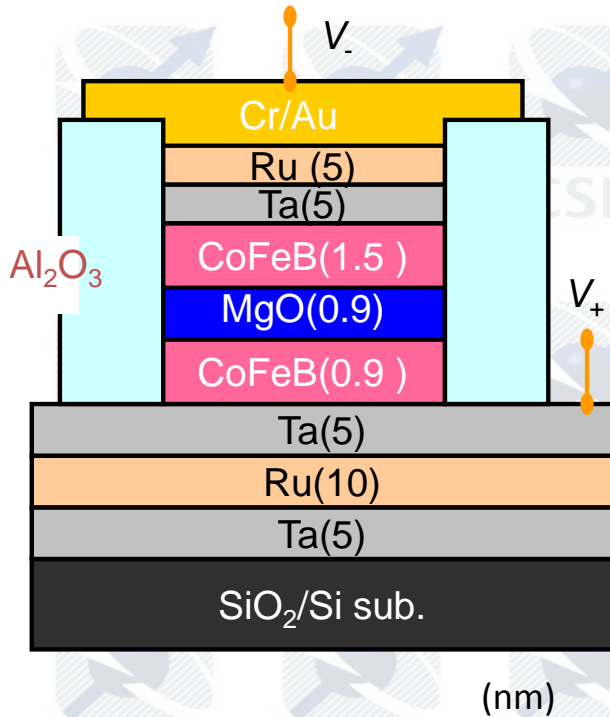 V-
Cr/Au
Ru (5)
Ta(5)
CoFeB(1.5 )
Al₂O₃
MgO(0.9)
V+
CoFeB(0.9 )
Ta(5)
Ru(10)
Ta(5)
SiO₂/Si sub.
(nm)